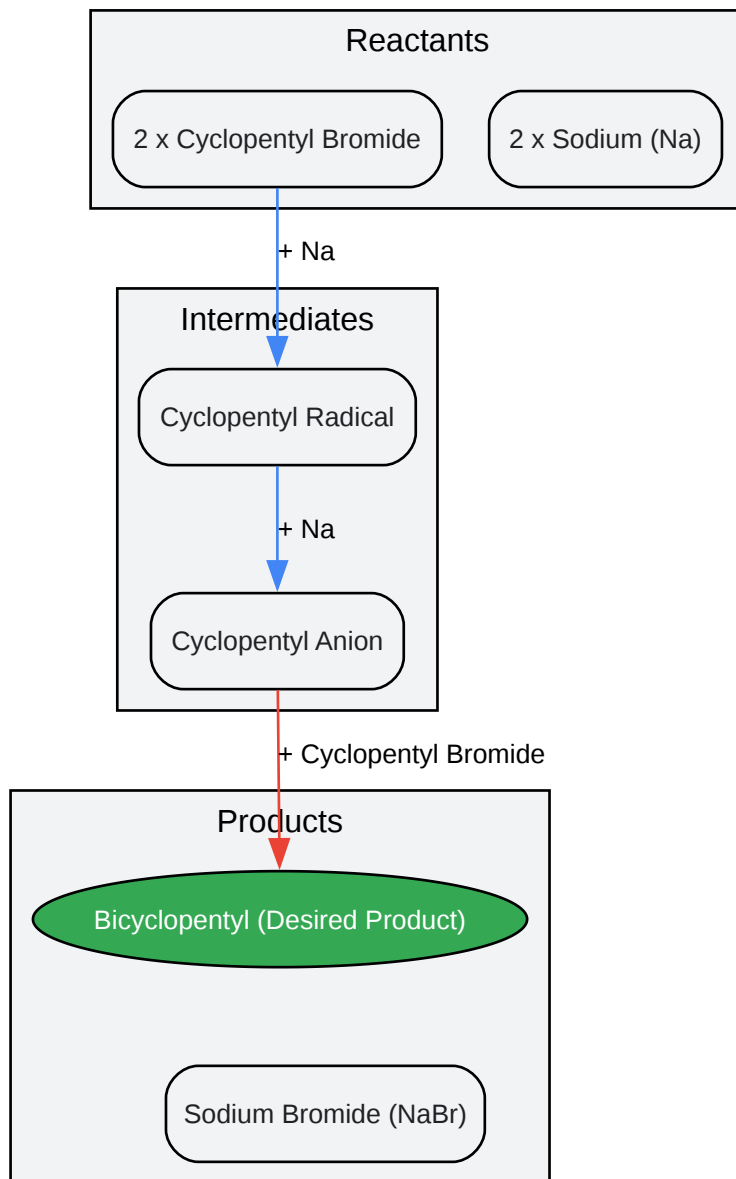 Reactants
2 x Cyclopentyl Bromide
2 x Sodium (Na)
+ Na
Intermediates
Cyclopentyl Radical
+ Na
Cyclopentyl Anion
+ Cyclopentyl Bromide
Products
Bicyclopentyl (Desired Product)
Sodium Bromide (NaBr)